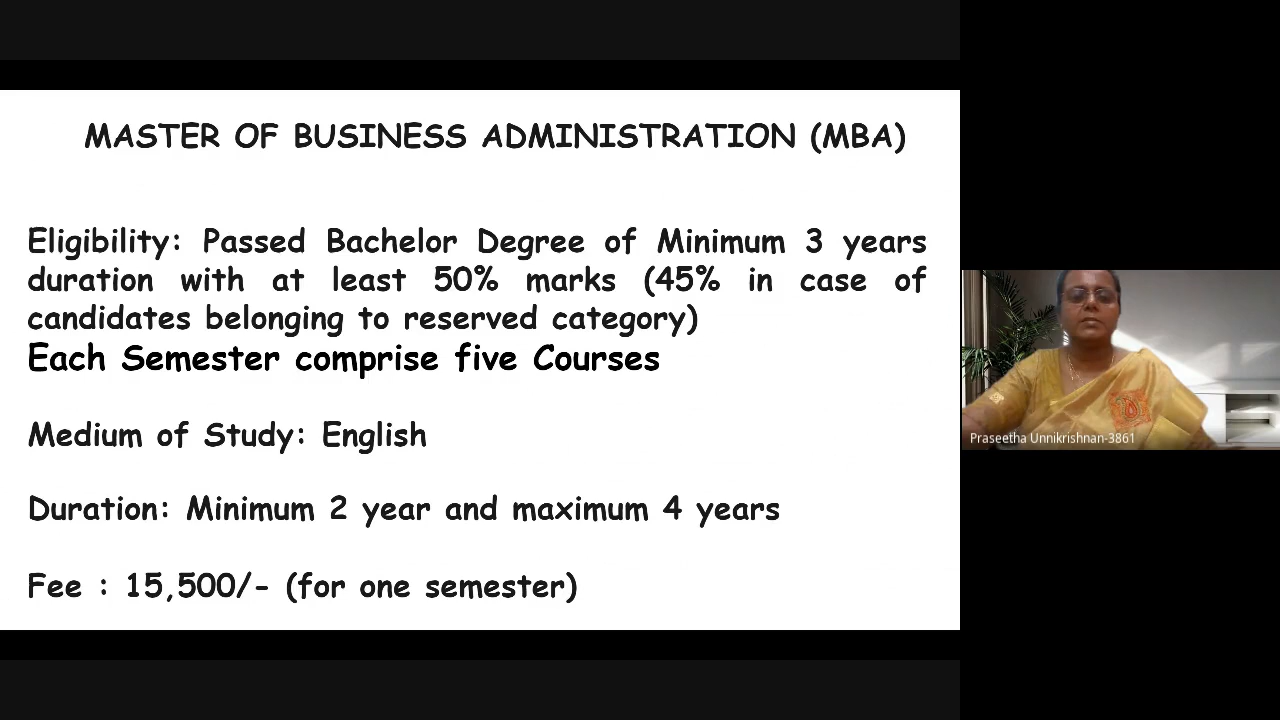 MASTER OF BUSINESS ADMINISTRATION (MBA)
Eligibility: Passed Bachelor Degree of Minimum 3 years
duration with at least 50% marks (45% in case of
candidates belonging to reserved category)
Each Semester comprise five Courses
Medium of Study: English
Duration: Minimum 2 year and maximum 4 years
Fee : 15,500/- (for one semester)
Praseetha Unnikrishnan-3861